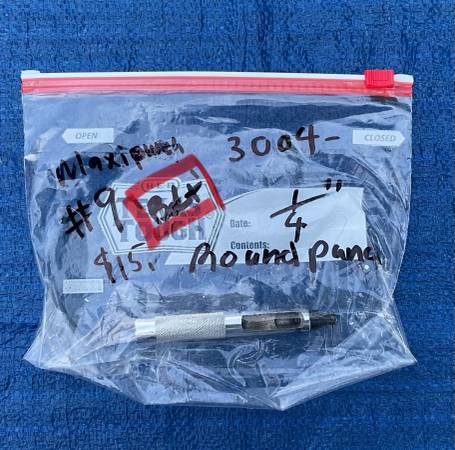 OPEN
CLOSED
Maxipunch
3004-
#9
1/4"
Date:
Contents:
$15.
Round Punch